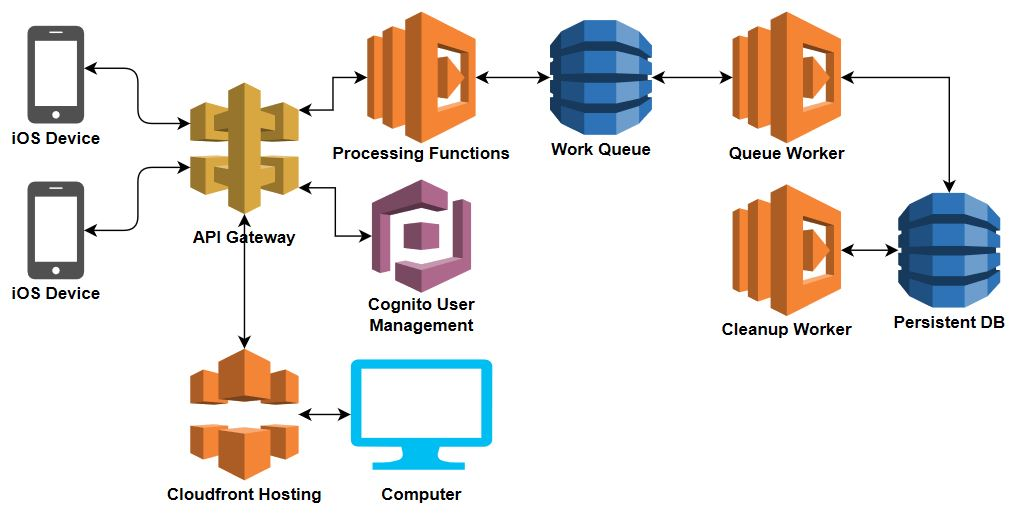 iOS Device
Processing Functions
Work Queue
Queue Worker
API Gateway
iOS Device
Cognito User
Management
Cleanup Worker
Persistent DB
Cloudfront Hosting
Computer